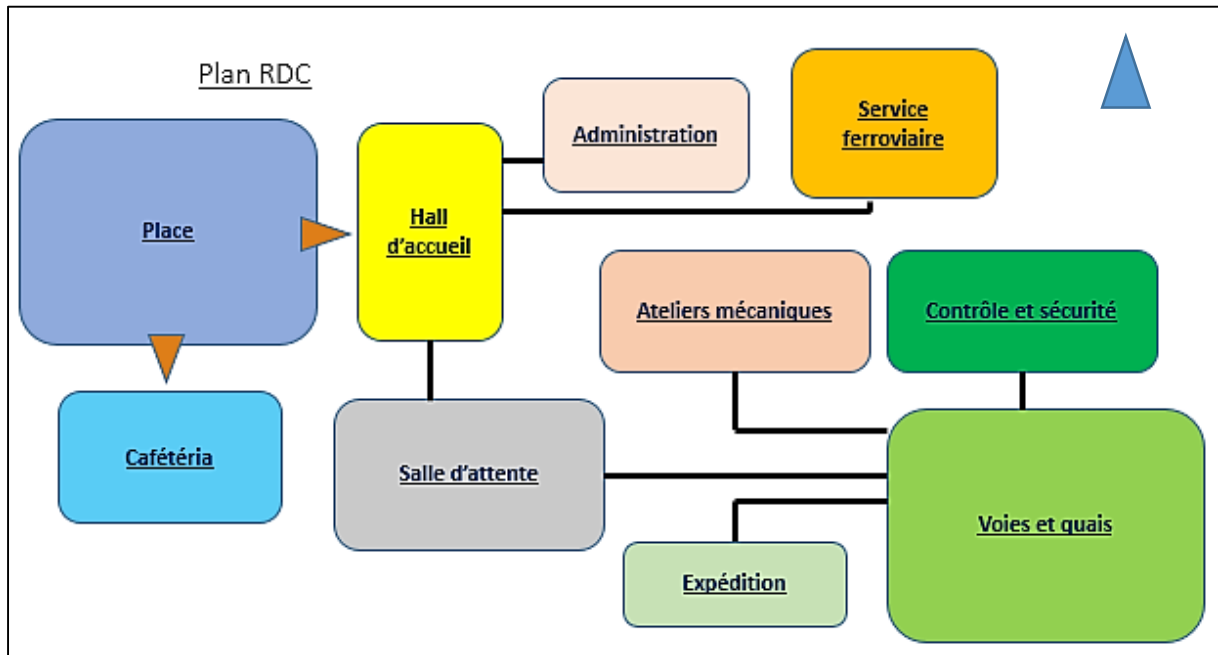 Plan RDC
Administration
Service
ferroviaire
Place
Hall
d'accueil
Ateliers mécaniques
Contrôle et sécurité
Cafétéria
Salle d'attente
Voies et quais
Expédition